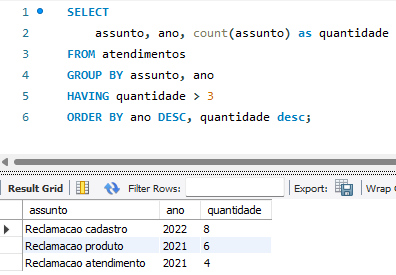 1 SELECT
2 assunto, ano, count(assunto) as quantidade
3 FROM atendimentos
4 GROUP BY assunto, ano
5 HAVING quantidade > 3
6 ORDER BY ano DESC, quantidade desc;
Result Grid Filter Rows: Export: Wrap C
assunto ano quantidade
Reclamacao cadastro 2022 8
Reclamacao produto 2021 6
Reclamacao atendimento 2021 4